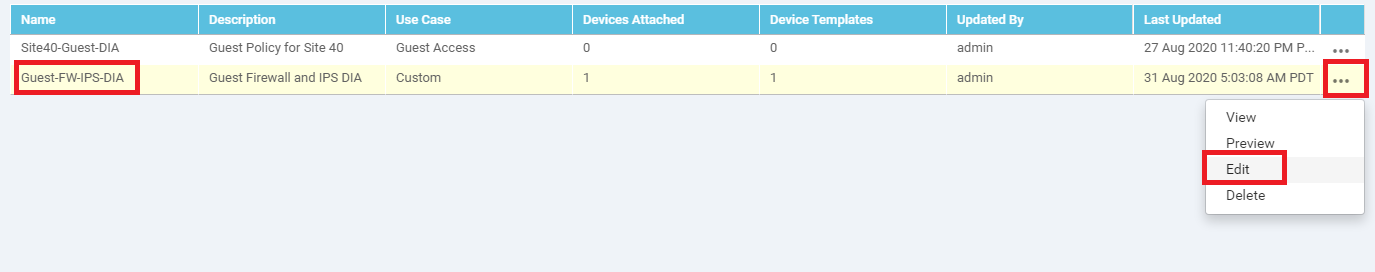 Name Description Use Case Devices Attached Device Templates Updated By Last Updated
Site40-Guest-DIA Guest Policy for Site 40 Guest Access 0 0 admin 27 Aug 2020 11:40:20 PM P... •••
Guest-FW-IPS-DIA Guest Firewall and IPS DIA Custom 1 1 admin 31 Aug 2020 5:03:08 AM PDT •••
View
Preview
Edit
Delete